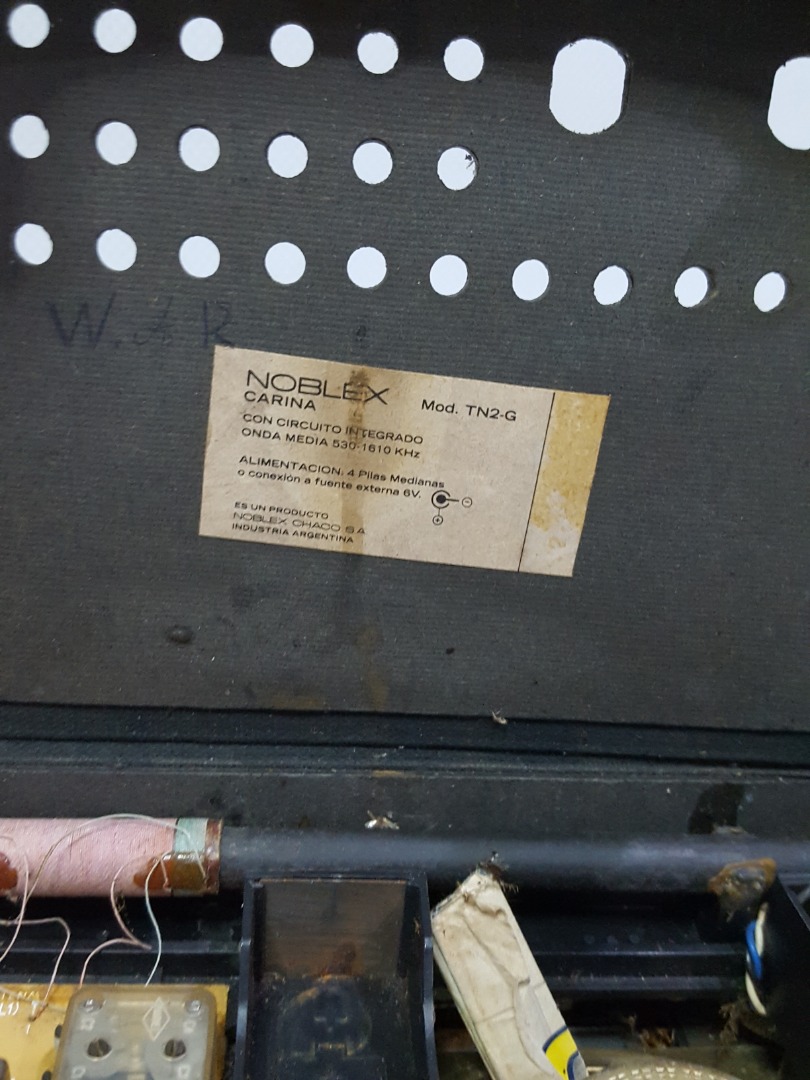 W. A R
NOBLEX
CARINA
Mod. TN2-G
CON CIRCUITO INTEGRADO
ONDA MEDIA 530-1610 KHz
ALIMENTACION: 4 Pilas Medianas
o conexión a fuente externa 6V.
ES UN PRODUCTO
NOBLEX CHACO S A
INDUSTRIA ARGENTINA